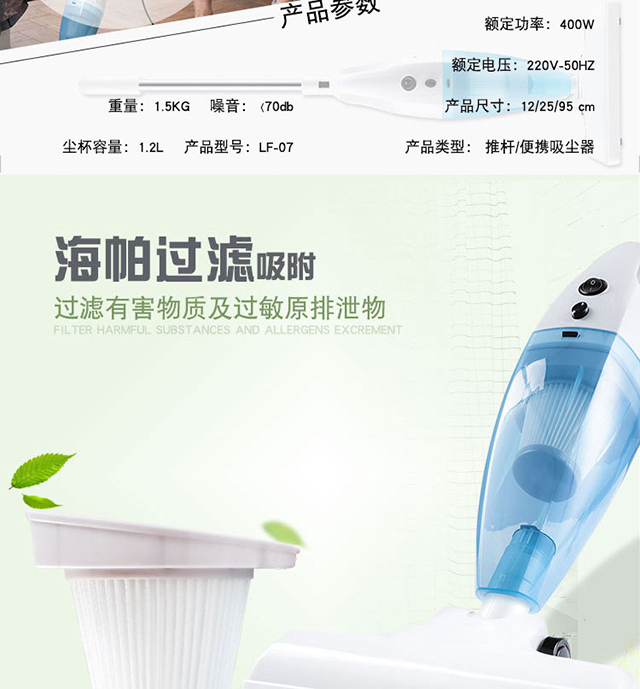 产品参数
额定功率：400W
额定电压：220V-50HZ
重量：1.5KG 噪音：〈70db 产品尺寸：12/25/95 cm
尘杯容量：1.2L 产品型号：LF-07 产品类型： 推杆/便携吸尘器
海帕过滤吸附
过滤有害物质及过敏原排泄物
FILTER HARMFUL SUBSTANCES AND ALLERGENS EXCREMENT